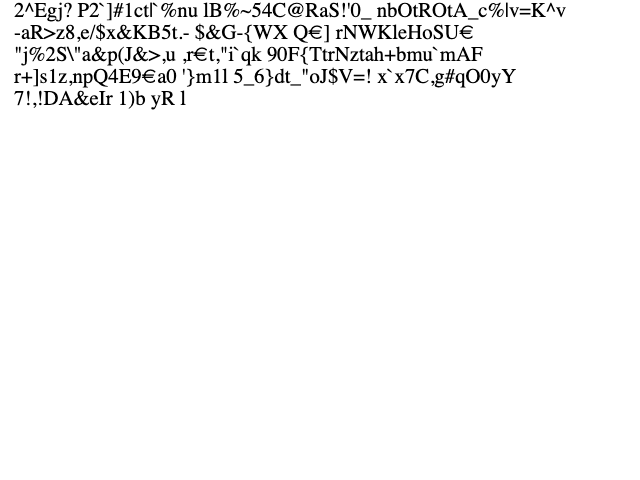 2^Egj? P2`]#1ctl`%nu lB%~54C@RaS!'0_ nbOtROtA_c%lv=K^v
-aR>z8,e/$x&KB5t.- $&G-{WX Q€] rNWKleHoSU€
"j%2S\"a&p(J&>,u ,r€t,"i`qk 90F{TtrNztah+bmu`mAF
r+]s1z,npQ4E9€a0 '}m1l 5_6}dt_"oJ$V=! x`x7C,g#qO0yY
7!,!DA&eIr 1)b yR l